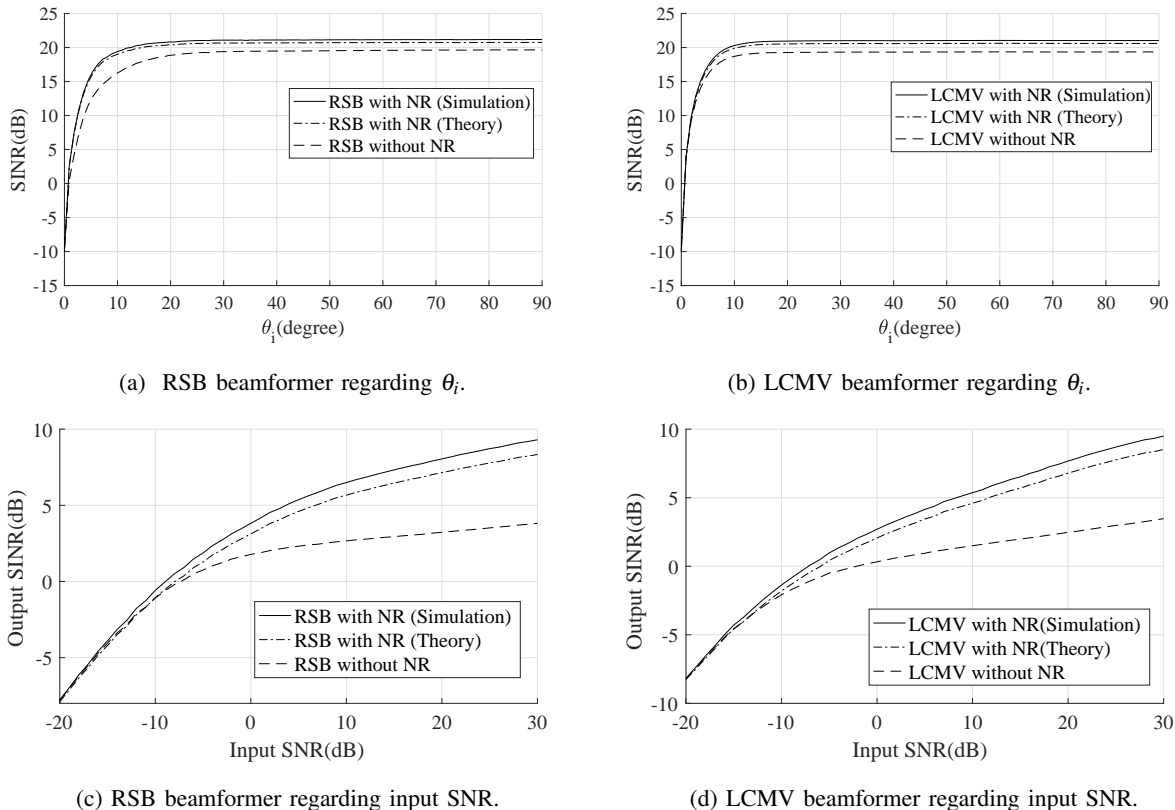 25
20
15
10
5
0
-5
-10
-15
SINR(dB)
0 10 20 30 40 50 60 70 80 90
θi(degree)
RSB with NR (Simulation)
RSB with NR (Theory)
RSB without NR
(a) RSB beamformer regarding θi.
25
20
15
10
5
0
-5
-10
-15
SINR(dB)
0 10 20 30 40 50 60 70 80 90
θi(degree)
LCMV with NR (Simulation)
LCMV with NR (Theory)
LCMV without NR
(b) LCMV beamformer regarding θi.
10
5
0
-5
Output SINR(dB)
-20 -10 0 10 20 30
Input SNR(dB)
RSB with NR (Simulation)
RSB with NR (Theory)
RSB without NR
(c) RSB beamformer regarding input SNR.
10
5
0
-5
-10
Output SINR(dB)
-20 -10 0 10 20 30
Input SNR(dB)
LCMV with NR(Simulation)
LCMV with NR(Theory)
LCMV without NR
(d) LCMV beamformer regarding input SNR.